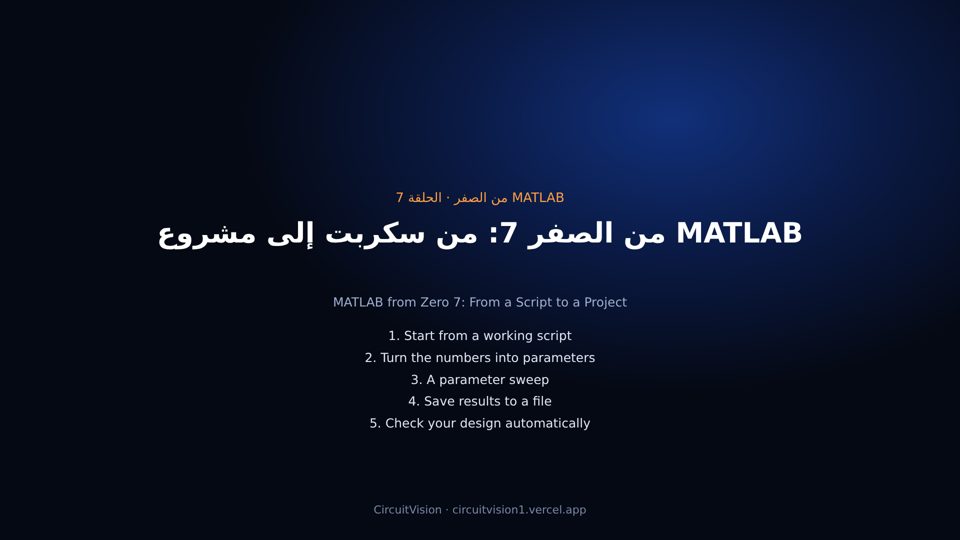 MATLAB من الصفر · الحلقة 7
MATLAB من الصفر 7: من سكربت إلى مشروع
MATLAB from Zero 7: From a Script to a Project
1. Start from a working script
2. Turn the numbers into parameters
3. A parameter sweep
4. Save results to a file
5. Check your design automatically
CircuitVision · circuitvision1.vercel.app